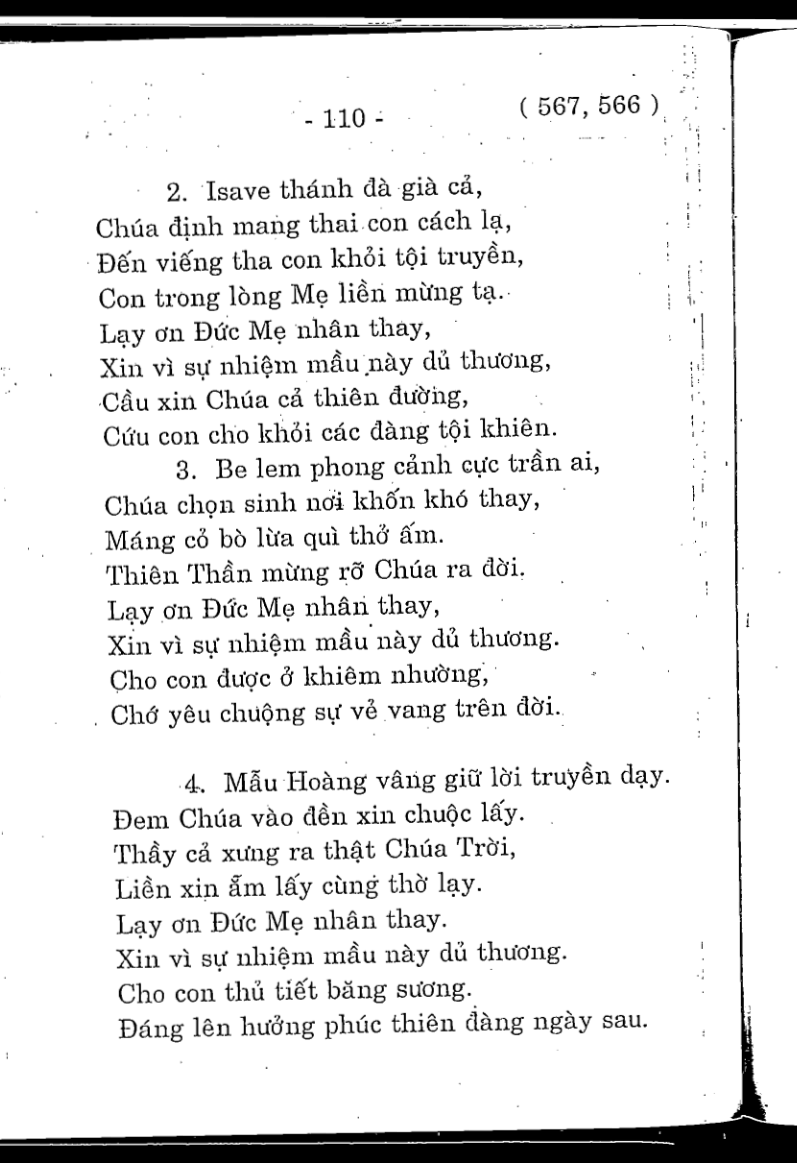 - 110 -
( 567, 566 )
2. Isave thánh đà già cả,
Chúa định mang thai con cách lạ,
Đến viếng tha con khỏi tội truyền,
Con trong lòng Mẹ liền mừng tạ.
Lạy ơn Đức Mẹ nhân thay,
Xin vì sự nhiệm mầu này dủ thương,
Cầu xin Chúa cả thiên đường,
Cứu con cho khỏi các đàng tội khiên.
3. Be lem phong cảnh cực trần ai,
Chúa chọn sinh nơi khốn khó thay,
Máng cỏ bò lừa quì thở ấm.
Thiên Thần mừng rỡ Chúa ra đời.
Lạy ơn Đức Mẹ nhân thay,
Xin vì sự nhiệm mầu này dủ thương.
Cho con được ở khiêm nhường,
Chớ yêu chuộng sự vẻ vang trên đời.
4. Mẫu Hoàng vâng giữ lời truyền dạy.
Đem Chúa vào đền xin chuộc lấy.
Thầy cả xưng ra thật Chúa Trời,
Liền xin ẵm lấy cùng thờ lạy.
Lạy ơn Đức Mẹ nhân thay.
Xin vì sự nhiệm mầu này dủ thương.
Cho con thủ tiết băng sương.
Đáng lên hưởng phúc thiên đàng ngày sau.